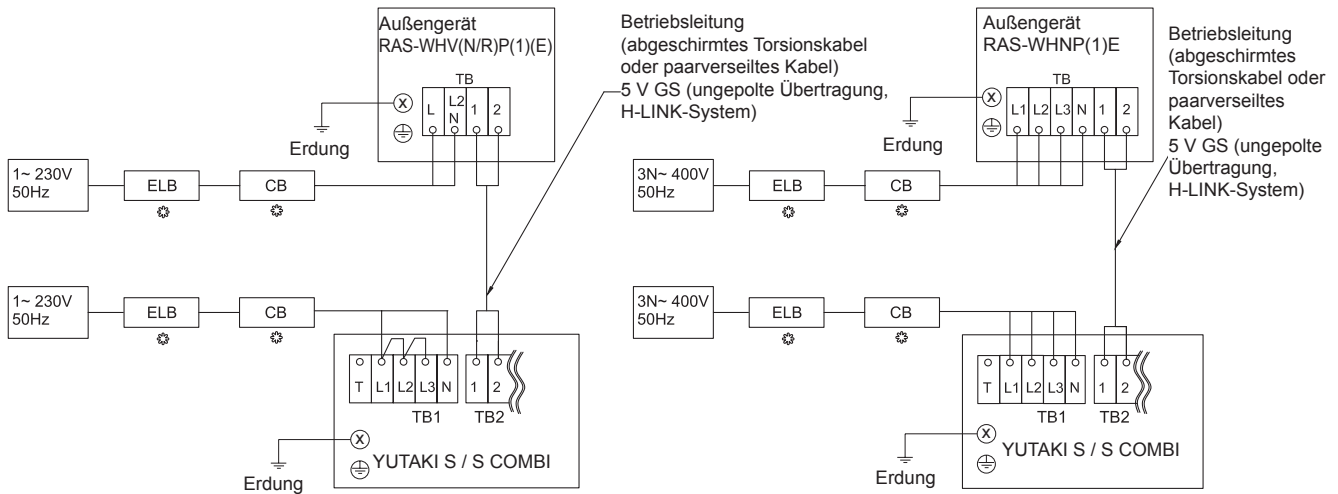 Außengerät
RAS-WHV(N/R)P(1)(E)
TB
L
L2
N
1
2
X
Erdung
1~ 230V
50Hz
ELB
CB
Betriebsleitung
(abgeschirmtes Torsionskabel
oder paarverseiltes Kabel)
5 V GS (ungepolte Übertragung,
H-LINK-System)
1~ 230V
50Hz
ELB
CB
T
L1
L2
L3
N
1
2
TB1
TB2
X
YUTAKI S / S COMBI
Erdung
Außengerät
RAS-WHNP(1)E
TB
X
L1
L2
L3
N
1
2
Erdung
3N~ 400V
50Hz
ELB
CB
Betriebsleitung
(abgeschirmtes
Torsionskabel oder
paarverseiltes
Kabel)
5 V GS (ungepolte
Übertragung,
H-LINK-System)
3N~ 400V
50Hz
ELB
CB
T
L1
L2
L3
N
1
2
TB1
TB2
X
YUTAKI S / S COMBI
Erdung